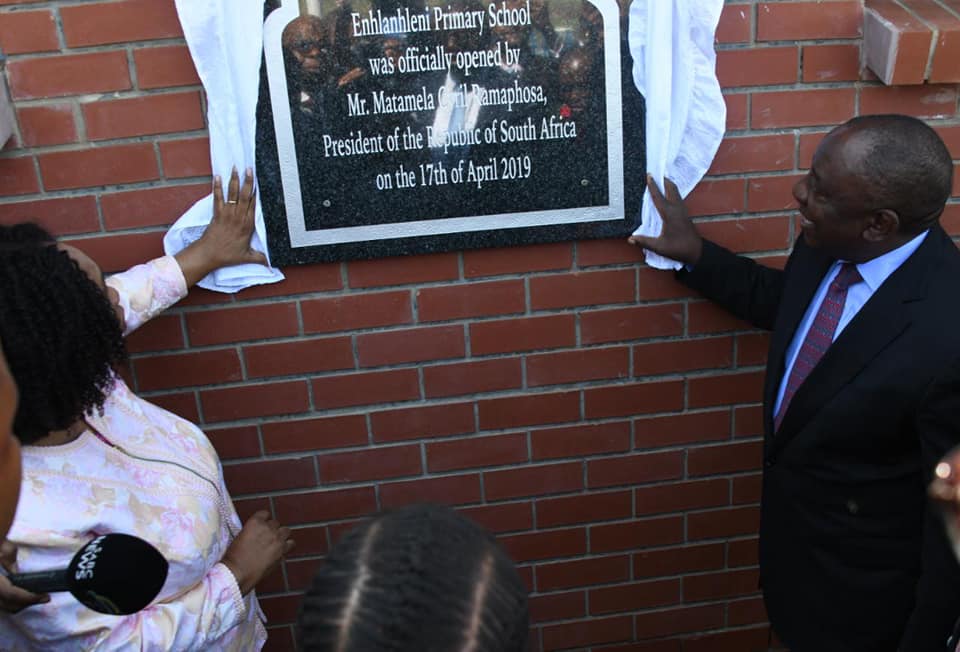 Enhlanhleni Primary School
was officially opened by
Mr. Matamela Cyril Ramaphosa,
President of the Republic of South Africa
on the 17th of April 2019
NEWS